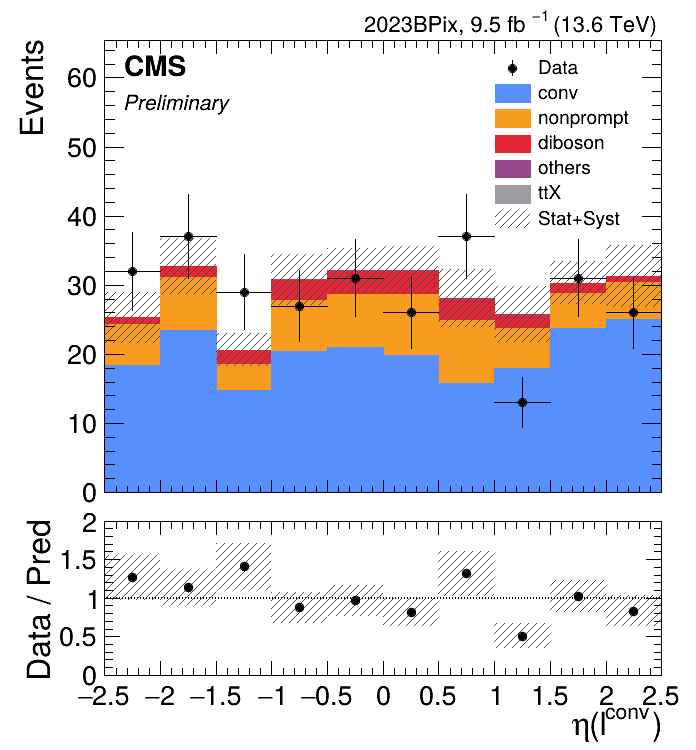 2023BPix, 9.5 fb⁻¹ (13.6 TeV)
CMS
Preliminary
Events
60
50
40
30
20
10
0
Data
conv
nonprompt
diboson
others
ttX
Stat+Syst
Data / Pred
2
1.5
1
0.5
0
−2.5 −2 −1.5 −1 −0.5 0 0.5 1 1.5 2 2.5
η(l^conv)